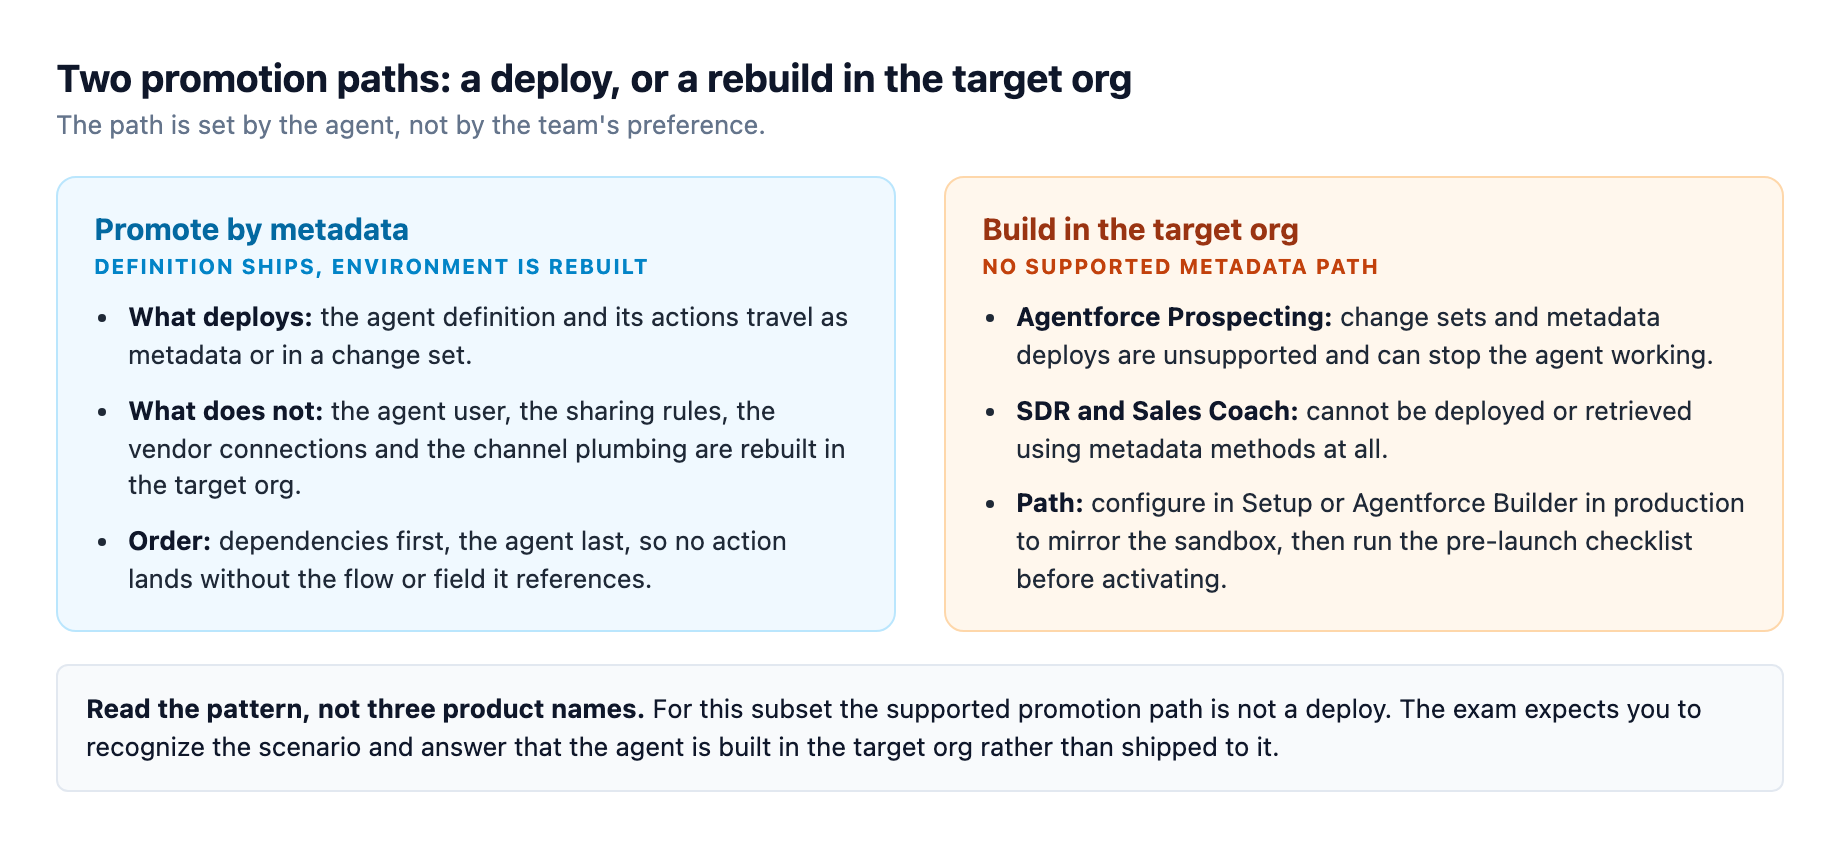 Two promotion paths: a deploy, or a rebuild in the target org
The path is set by the agent, not by the team's preference.
Promote by metadata
DEFINITION SHIPS, ENVIRONMENT IS REBUILT
• What deploys: the agent definition and its actions travel as
metadata or in a change set.
• What does not: the agent user, the sharing rules, the
vendor connections and the channel plumbing are rebuilt in
the target org.
• Order: dependencies first, the agent last, so no action
lands without the flow or field it references.
Build in the target org
NO SUPPORTED METADATA PATH
• Agentforce Prospecting: change sets and metadata
deploys are unsupported and can stop the agent working.
• SDR and Sales Coach: cannot be deployed or retrieved
using metadata methods at all.
• Path: configure in Setup or Agentforce Builder in production
to mirror the sandbox, then run the pre-launch checklist
before activating.
Read the pattern, not three product names. For this subset the supported promotion path is not a deploy. The exam expects you to
recognize the scenario and answer that the agent is built in the target org rather than shipped to it.